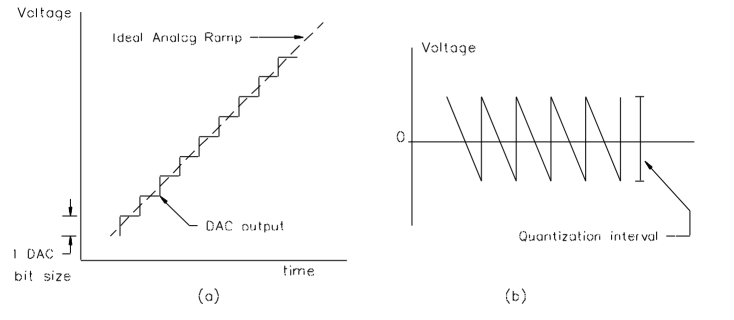 Voltage
Ideal Analog Ramp
DAC output
1 DAC
bit size
time
(a)
Voltage
0
Quantization interval
(b)